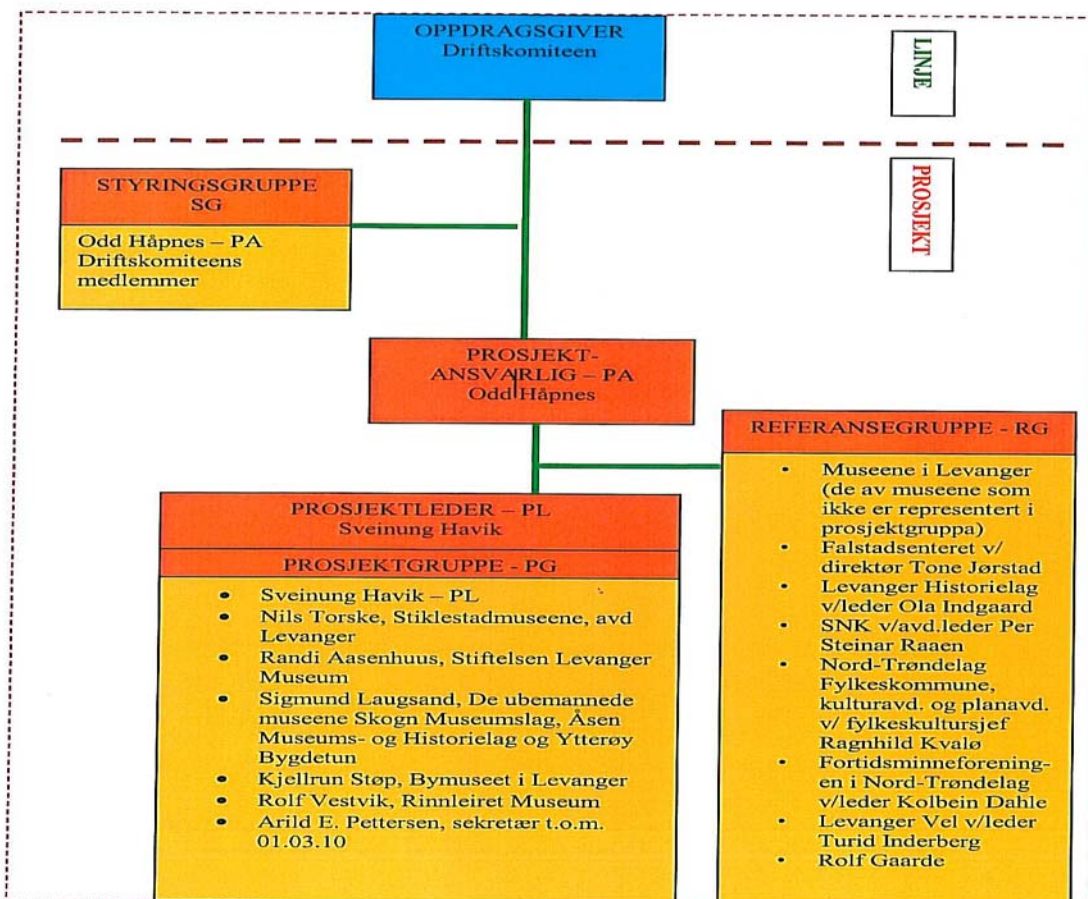 OPPDRAGSGIVER
Driftskomiteen
LINJE
PROSJEKT
STYRINGSGRUPPE
SG
Odd Håpnes – PA
Driftskomiteens
medlemmer
PROSJEKT-
ANSVARLIG – PA
Odd Håpnes
PROSJEKTLEDER – PL
Sveinung Havik
PROSJEKTGRUPPE - PG
• Sveinung Havik – PL
• Nils Torske, Stiklestadmuseene, avd
Levanger
• Randi Aasenhuus, Stiftelsen Levanger
Museum
• Sigmund Laugsand, De ubemannede
museene Skogn Museumslag, Åsen
Museums- og Historielag og Ytterøy
Bygdetun
• Kjellrun Støp, Bymuseet i Levanger
• Rolf Vestvik, Rinnleiret Museum
• Arild E. Pettersen, sekretær t.o.m.
01.03.10
REFERANSEGRUPPE - RG
• Museene i Levanger
(de av museene som
ikke er representert i
prosjektgruppa)
• Falstadsenteret v/
direktør Tone Jørstad
• Levanger Historielag
v/leder Ola Indgaard
• SNK v/avd.leder Per
Steinar Raaen
• Nord-Trøndelag
Fylkeskommune,
kulturavd. og planavd.
v/ fylkeskultursjef
Ragnhild Kvalø
• Fortidsminneforening-
en i Nord-Trøndelag
v/leder Kolbein Dahle
• Levanger Vel v/leder
Turid Inderberg
• Rolf Gaarde